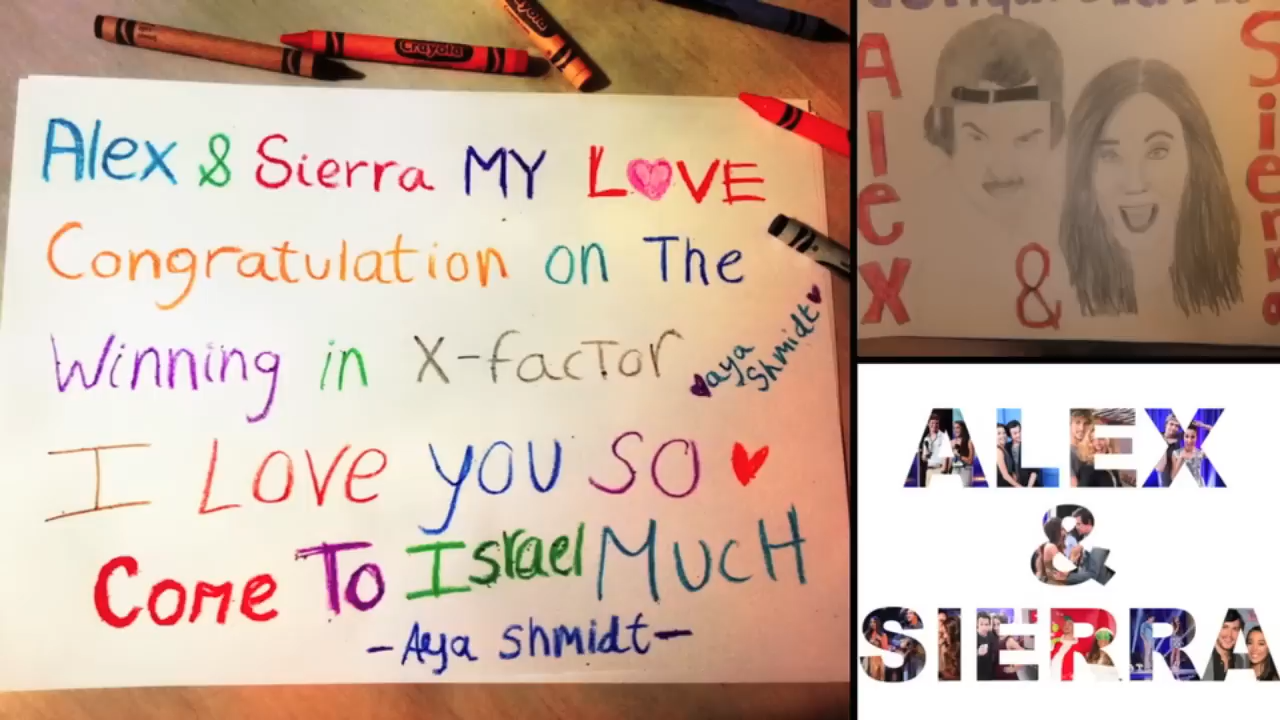 Crayola
Alex & Sierra MY LOVE
Congratulation on The
Winning in X-facTor
aya shmidt
I Love you SO
MUCH
Come To Israel
-Aya Shmidt-
Alex
&
Sierra
ALEX
&
SIERRA